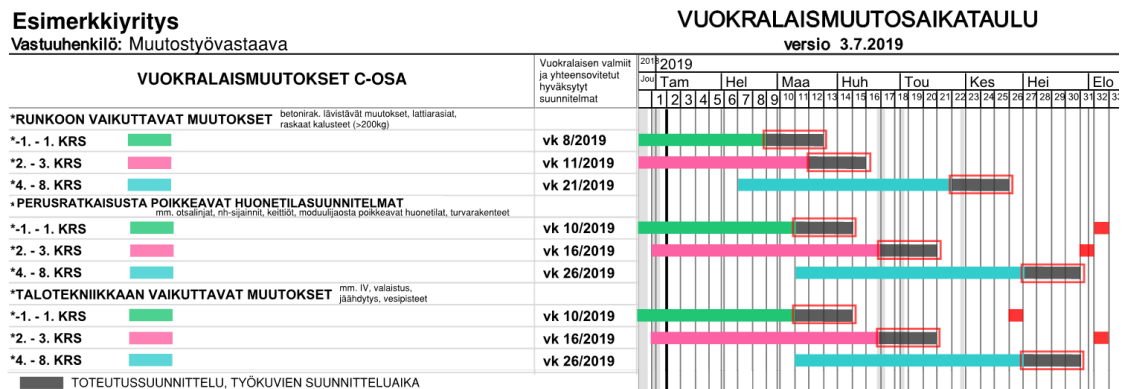 Esimerkkiyritys
VUOKRALAISMUUTOSAIKATAULU
Vastuuhenkilö: Muutostyövastaava
versio 3.7.2019
VUOKRALAISMUUTOKSET C-OSA
Vuokralaisen valmiit
ja yhteensovitetut
hyväksytyt
suunnitelmat
2018 2019
Jou Tam Hel Maa Huh Tou Kes Hei Elo
1 2 3 4 5 6 7 8 9 10 11 12 13 14 15 16 17 18 19 20 21 22 23 24 25 26 27 28 29 30 31 32 33
*RUNKOON VAIKUTTAVAT MUUTOKSET betonirak. lävistävät muutokset, lattiarasiat,
raskaat kalusteet (>200kg)
*-1. - 1. KRS vk 8/2019
*2. - 3. KRS vk 11/2019
*4. - 8. KRS vk 21/2019
*PERUSRATKAISUSTA POIKKEAVAT HUONETILASUUNNITELMAT
mm. otsalinjat, nh-sijainnit, keittiöt, moduulijaosta poikkeavat huonetilat, turvarakenteet
*-1. - 1. KRS vk 10/2019
*2. - 3. KRS vk 16/2019
*4. - 8. KRS vk 26/2019
*TALOTEKNIIKKAAN VAIKUTTAVAT MUUTOKSET mm. IV, valaistus,
jäähdytys, vesipisteet
*-1. - 1. KRS vk 10/2019
*2. - 3. KRS vk 16/2019
*4. - 8. KRS vk 26/2019
TOTEUTUSSUUNNITTELU, TYÖKUVIEN SUUNNITTELUAIKA